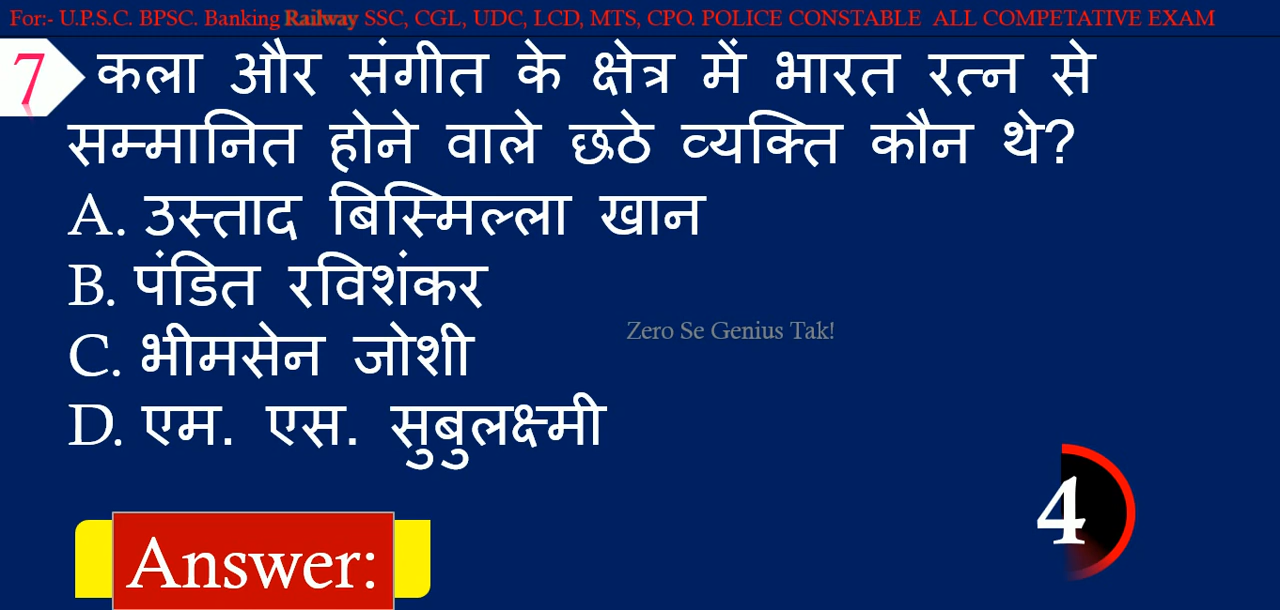 For:- U.P.S.C. BPSC. Banking Railway SSC, CGL, UDC, LCD, MTS, CPO. POLICE CONSTABLE ALL COMPETATIVE EXAM
7 कला और संगीत के क्षेत्र में भारत रत्न से
सम्मानित होने वाले छठे व्यक्ति कौन थे?
A. उस्ताद बिस्मिल्ला खान
B. पंडित रविशंकर
Zero Se Genius Tak!
C. भीमसेन जोशी
D. एम. एस. सुबुलक्ष्मी
4
Answer: